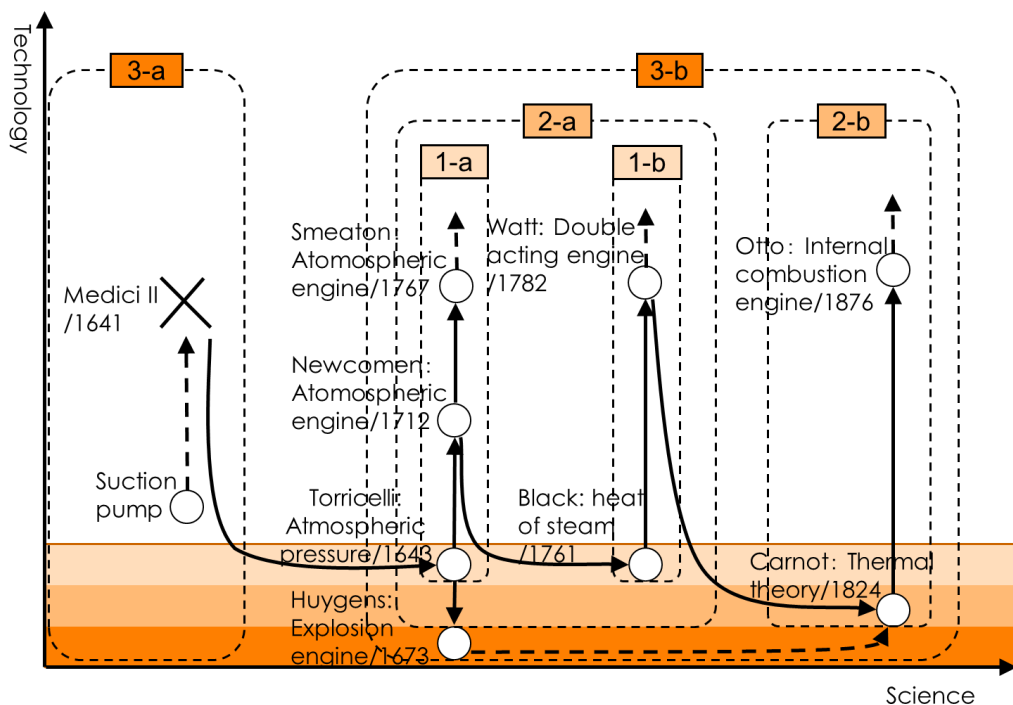 Technology
3-a
3-b
2-a
2-b
1-a
1-b
Smeaton:
Atomospheric
engine/1767
Watt: Double
acting engine
/1782
Otto: Internal
combustion
engine/1876
Medici II
/1641
Newcomen:
Atomospheric
engine/1712
Suction
pump
Torricelli:
Atmospheric
pressure/1643
Black: heat
of steam
/1761
Carnot: Thermal
theory/1824
Huygens:
Explosion
engine/1673
Science